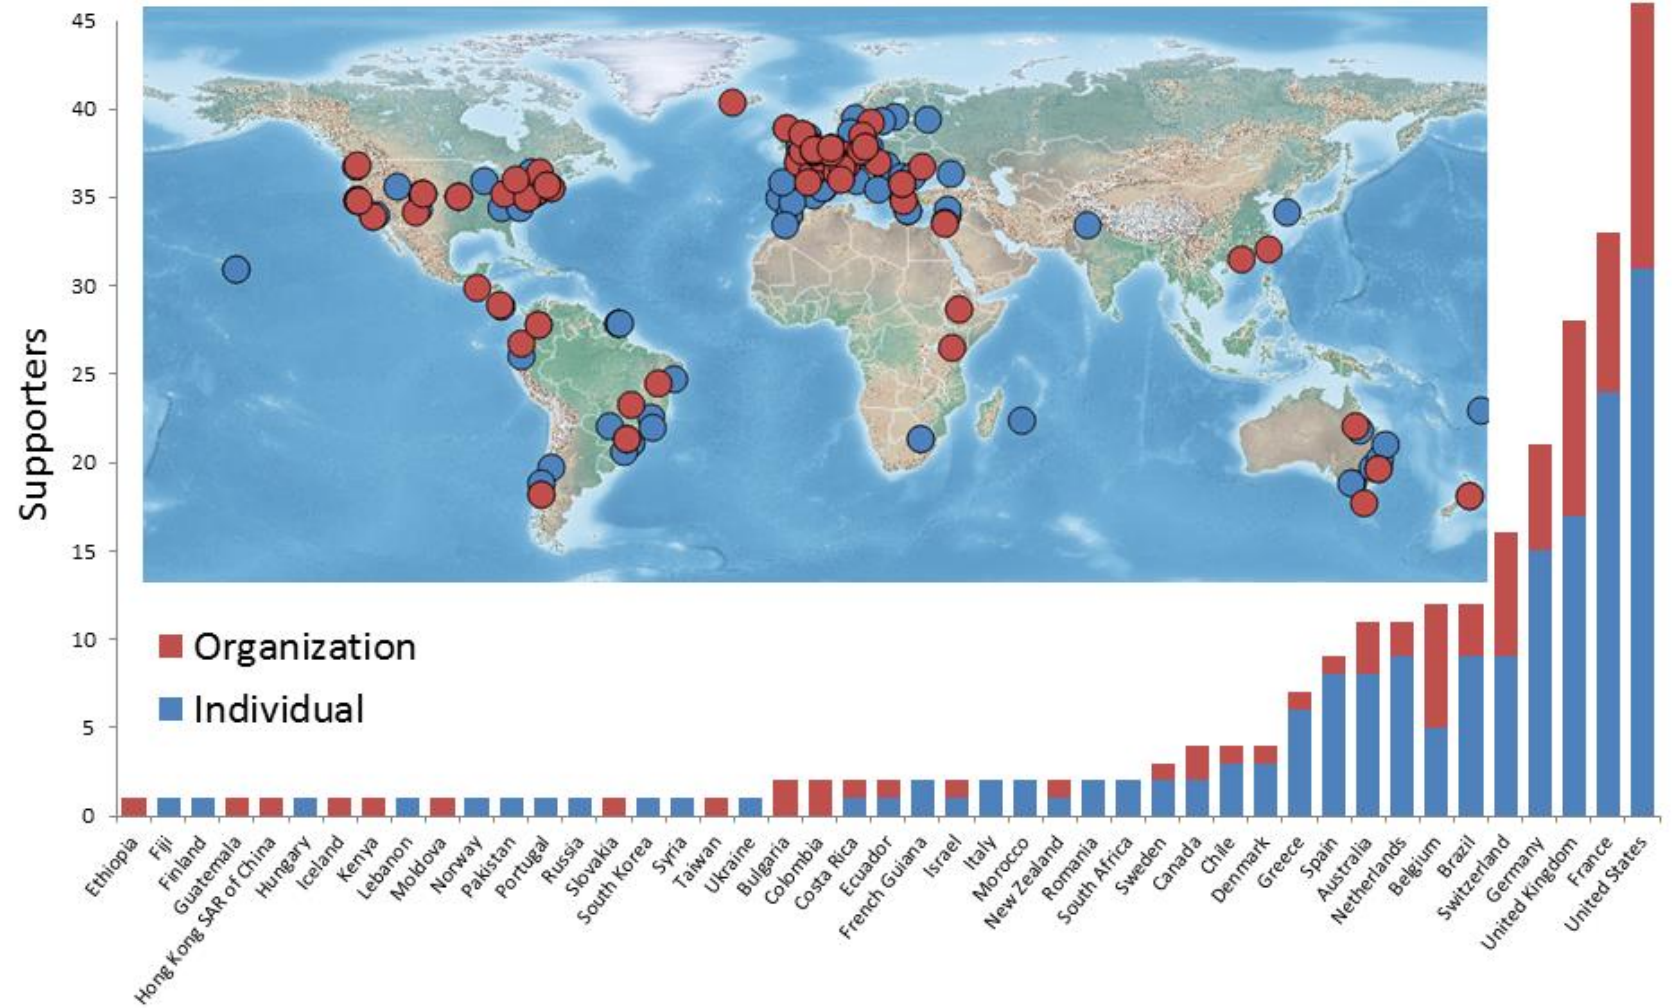 Supporters
45
40
35
30
25
20
15
10
5
0
Organization
Individual
Ethiopia
Fiji
Finland
Guatemala
Hong Kong SAR of China
Hungary
Iceland
Kenya
Lebanon
Moldova
Norway
Pakistan
Portugal
Russia
Slovakia
South Korea
Syria
Taiwan
Ukraine
Bulgaria
Colombia
Costa Rica
Ecuador
French Guiana
Israel
Italy
Morocco
New Zealand
Romania
South Africa
Sweden
Canada
Chile
Denmark
Greece
Spain
Australia
Netherlands
Belgium
Brazil
Switzerland
Germany
United Kingdom
France
United States